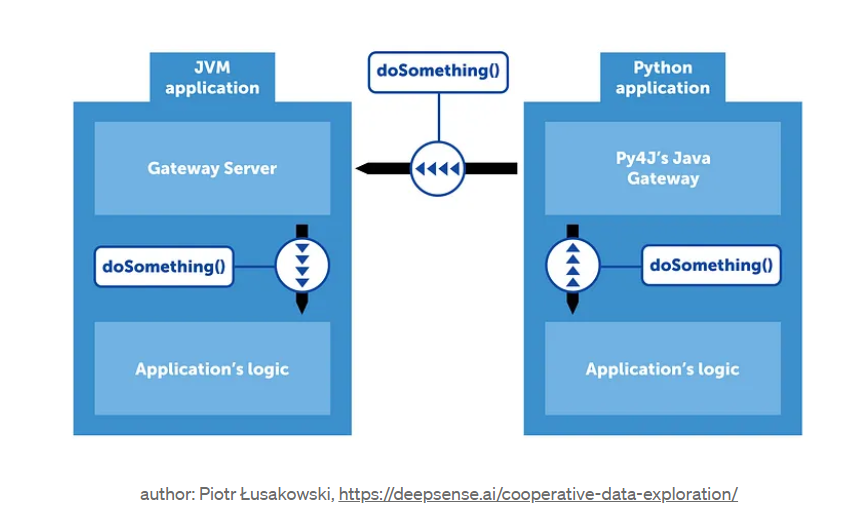 JVM
application
doSomething()
Python
application
Gateway Server
Py4J's Java
Gateway
doSomething()
doSomething()
Application's logic
Application's logic
author: Piotr Łusakowski, https://deepsense.ai/cooperative-data-exploration/